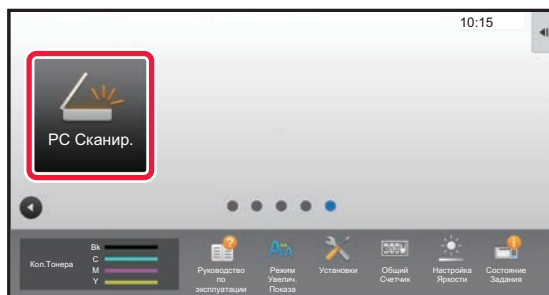 10:15
PC Сканир.
Кол.Тонера
Bk
C
M
Y
Руководство
по
эксплуатации
Режим
Увелич.
Показа
Установки
Общий
Счетчик
Настройка
Яркости
Состояние
Задания